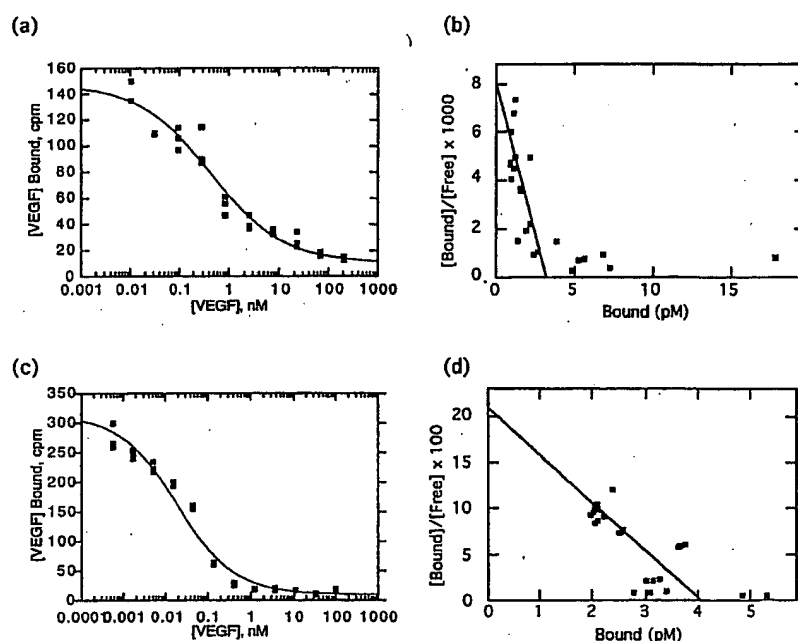 (a)
[VEGF] Bound, cpm
160
140
120
100
80
60
40
20
0
0.001 0.01 0.1 1 10 100 1000
[VEGF], nM
(b)
[Bound]/[Free] x 1000
8
6
4
2
0
0 5 10 15
Bound (pM)
(c)
[VEGF] Bound, cpm
350
300
250
200
150
100
50
0
0.0001 0.001 0.01 0.1 1 10 100 1000
[VEGF], nM
(d)
[Bound]/[Free] x 100
20
15
10
5
0
0 1 2 3 4 5
Bound (pM)